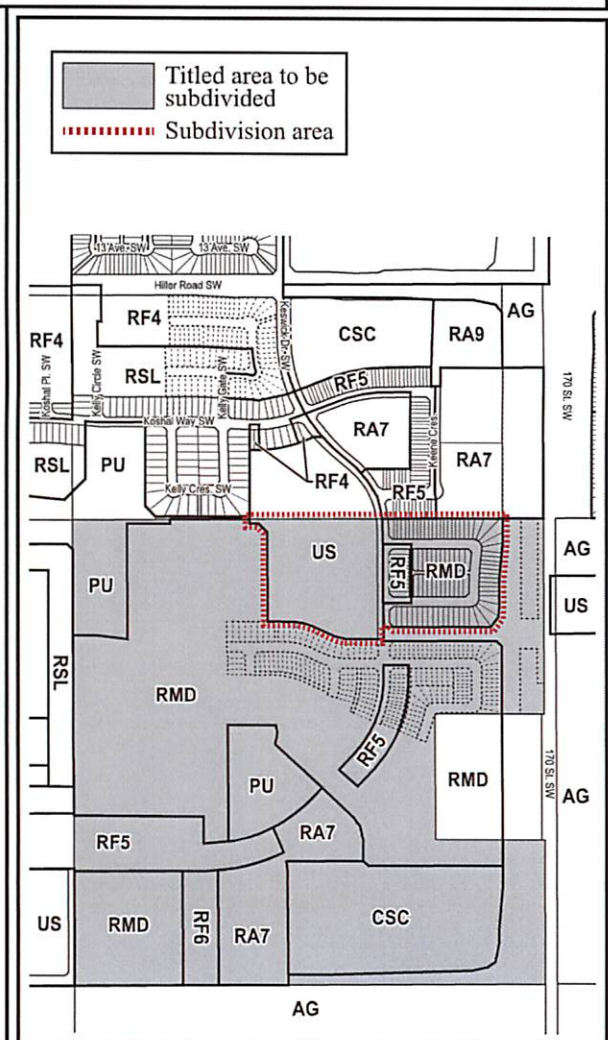 Titled area to be
subdivided
Subdivision area
13 Ave. SW
13 Ave. SW
Hiller Road SW
RF4
CSC
RA9
AG
RF4
Koshal Pl. SW
Kelly Circle SW
RSL
Kelly Gate SW
Keswick Dr. SW
RF5
170 St. SW
Koshal Way SW
RA7
Keene Cres.
RSL
PU
RF4
RA7
Kelly Cres. SW
RF5
US
AG
PU
RF5
RMD
US
RSL
RMD
RF5
RMD
170 St. SW
AG
PU
RA7
RF5
US
RMD
RF6
RA7
CSC
AG